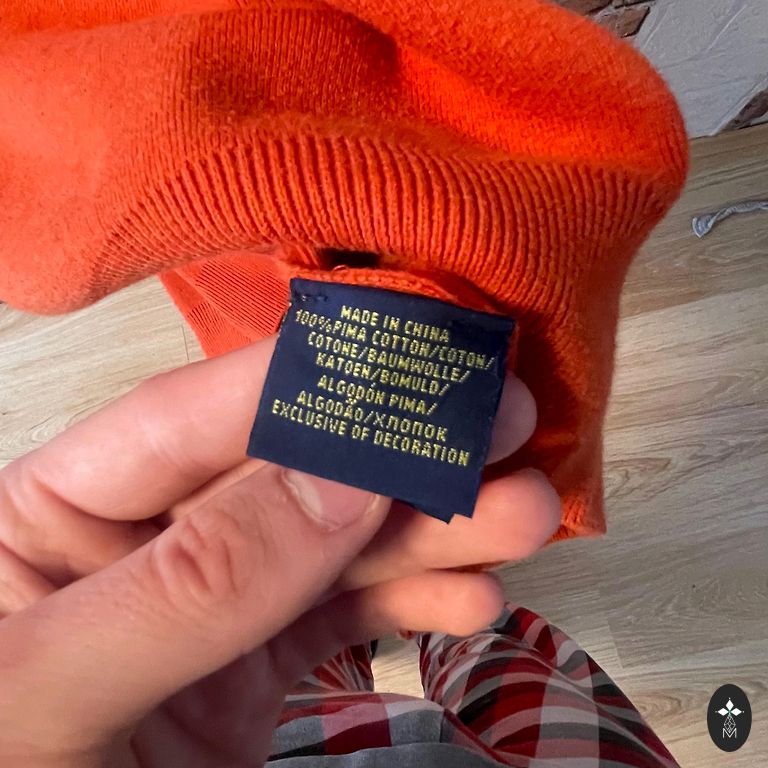 MADE IN CHINA
100%PIMA COTTON/COTON/
COTONE/BAUMWOLLE/
KATOEN/BOMULD/
ALGODÓN PIMA/
ALGODÃO/ХЛОПОК
EXCLUSIVE OF DECORATION
M